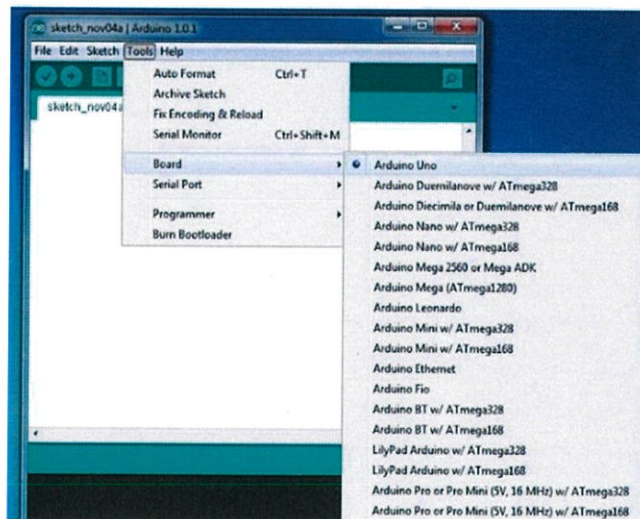 sketch_nov04a | Arduino 1.0.1
File Edit Sketch Tools Help
Auto Format Ctrl+T
Archive Sketch
sketch_nov04a
Fix Encoding & Reload
Serial Monitor Ctrl+Shift+M
Board
Serial Port
Programmer
Burn Bootloader
Arduino Uno
Arduino Duemilanove w/ ATmega328
Arduino Diecimila or Duemilanove w/ ATmega168
Arduino Nano w/ ATmega328
Arduino Nano w/ ATmega168
Arduino Mega 2560 or Mega ADK
Arduino Mega (ATmega1280)
Arduino Leonardo
Arduino Mini w/ ATmega328
Arduino Mini w/ ATmega168
Arduino Ethernet
Arduino Fio
Arduino BT w/ ATmega328
Arduino BT w/ ATmega168
LilyPad Arduino w/ ATmega328
LilyPad Arduino w/ ATmega168
Arduino Pro or Pro Mini (5V, 16 MHz) w/ ATmega328
Arduino Pro or Pro Mini (5V, 16 MHz) w/ ATmega168